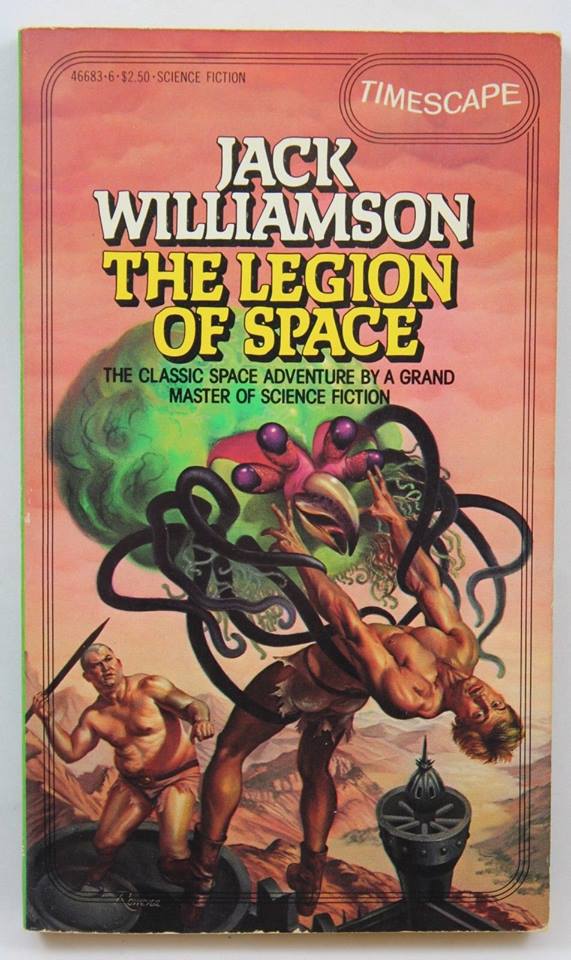 46683-6·$2.50·SCIENCE FICTION
TIMESCAPE
JACK
WILLIAMSON
THE LEGION
OF SPACE
THE CLASSIC SPACE ADVENTURE BY A GRAND
MASTER OF SCIENCE FICTION